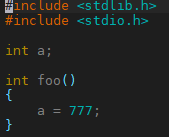 #include <stdlib.h>
#include <stdio.h>

int a;

int foo()
{
    a = 777;
}